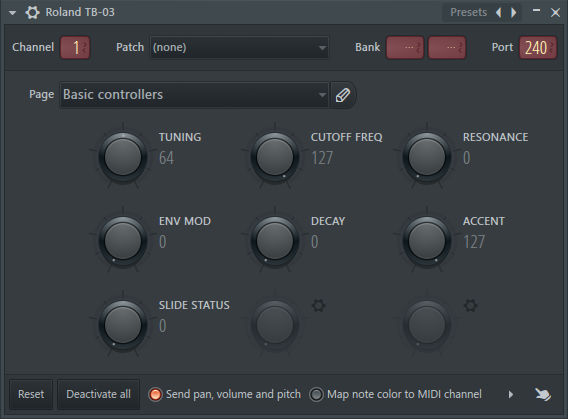 Roland TB-03
Presets
Channel 1 Patch (none) Bank --- --- Port 240
Page Basic controllers
TUNING CUTOFF FREQ RESONANCE
64 127 0
ENV MOD DECAY ACCENT
0 0 127
SLIDE STATUS
0
Reset Deactivate all Send pan, volume and pitch Map note color to MIDI channel